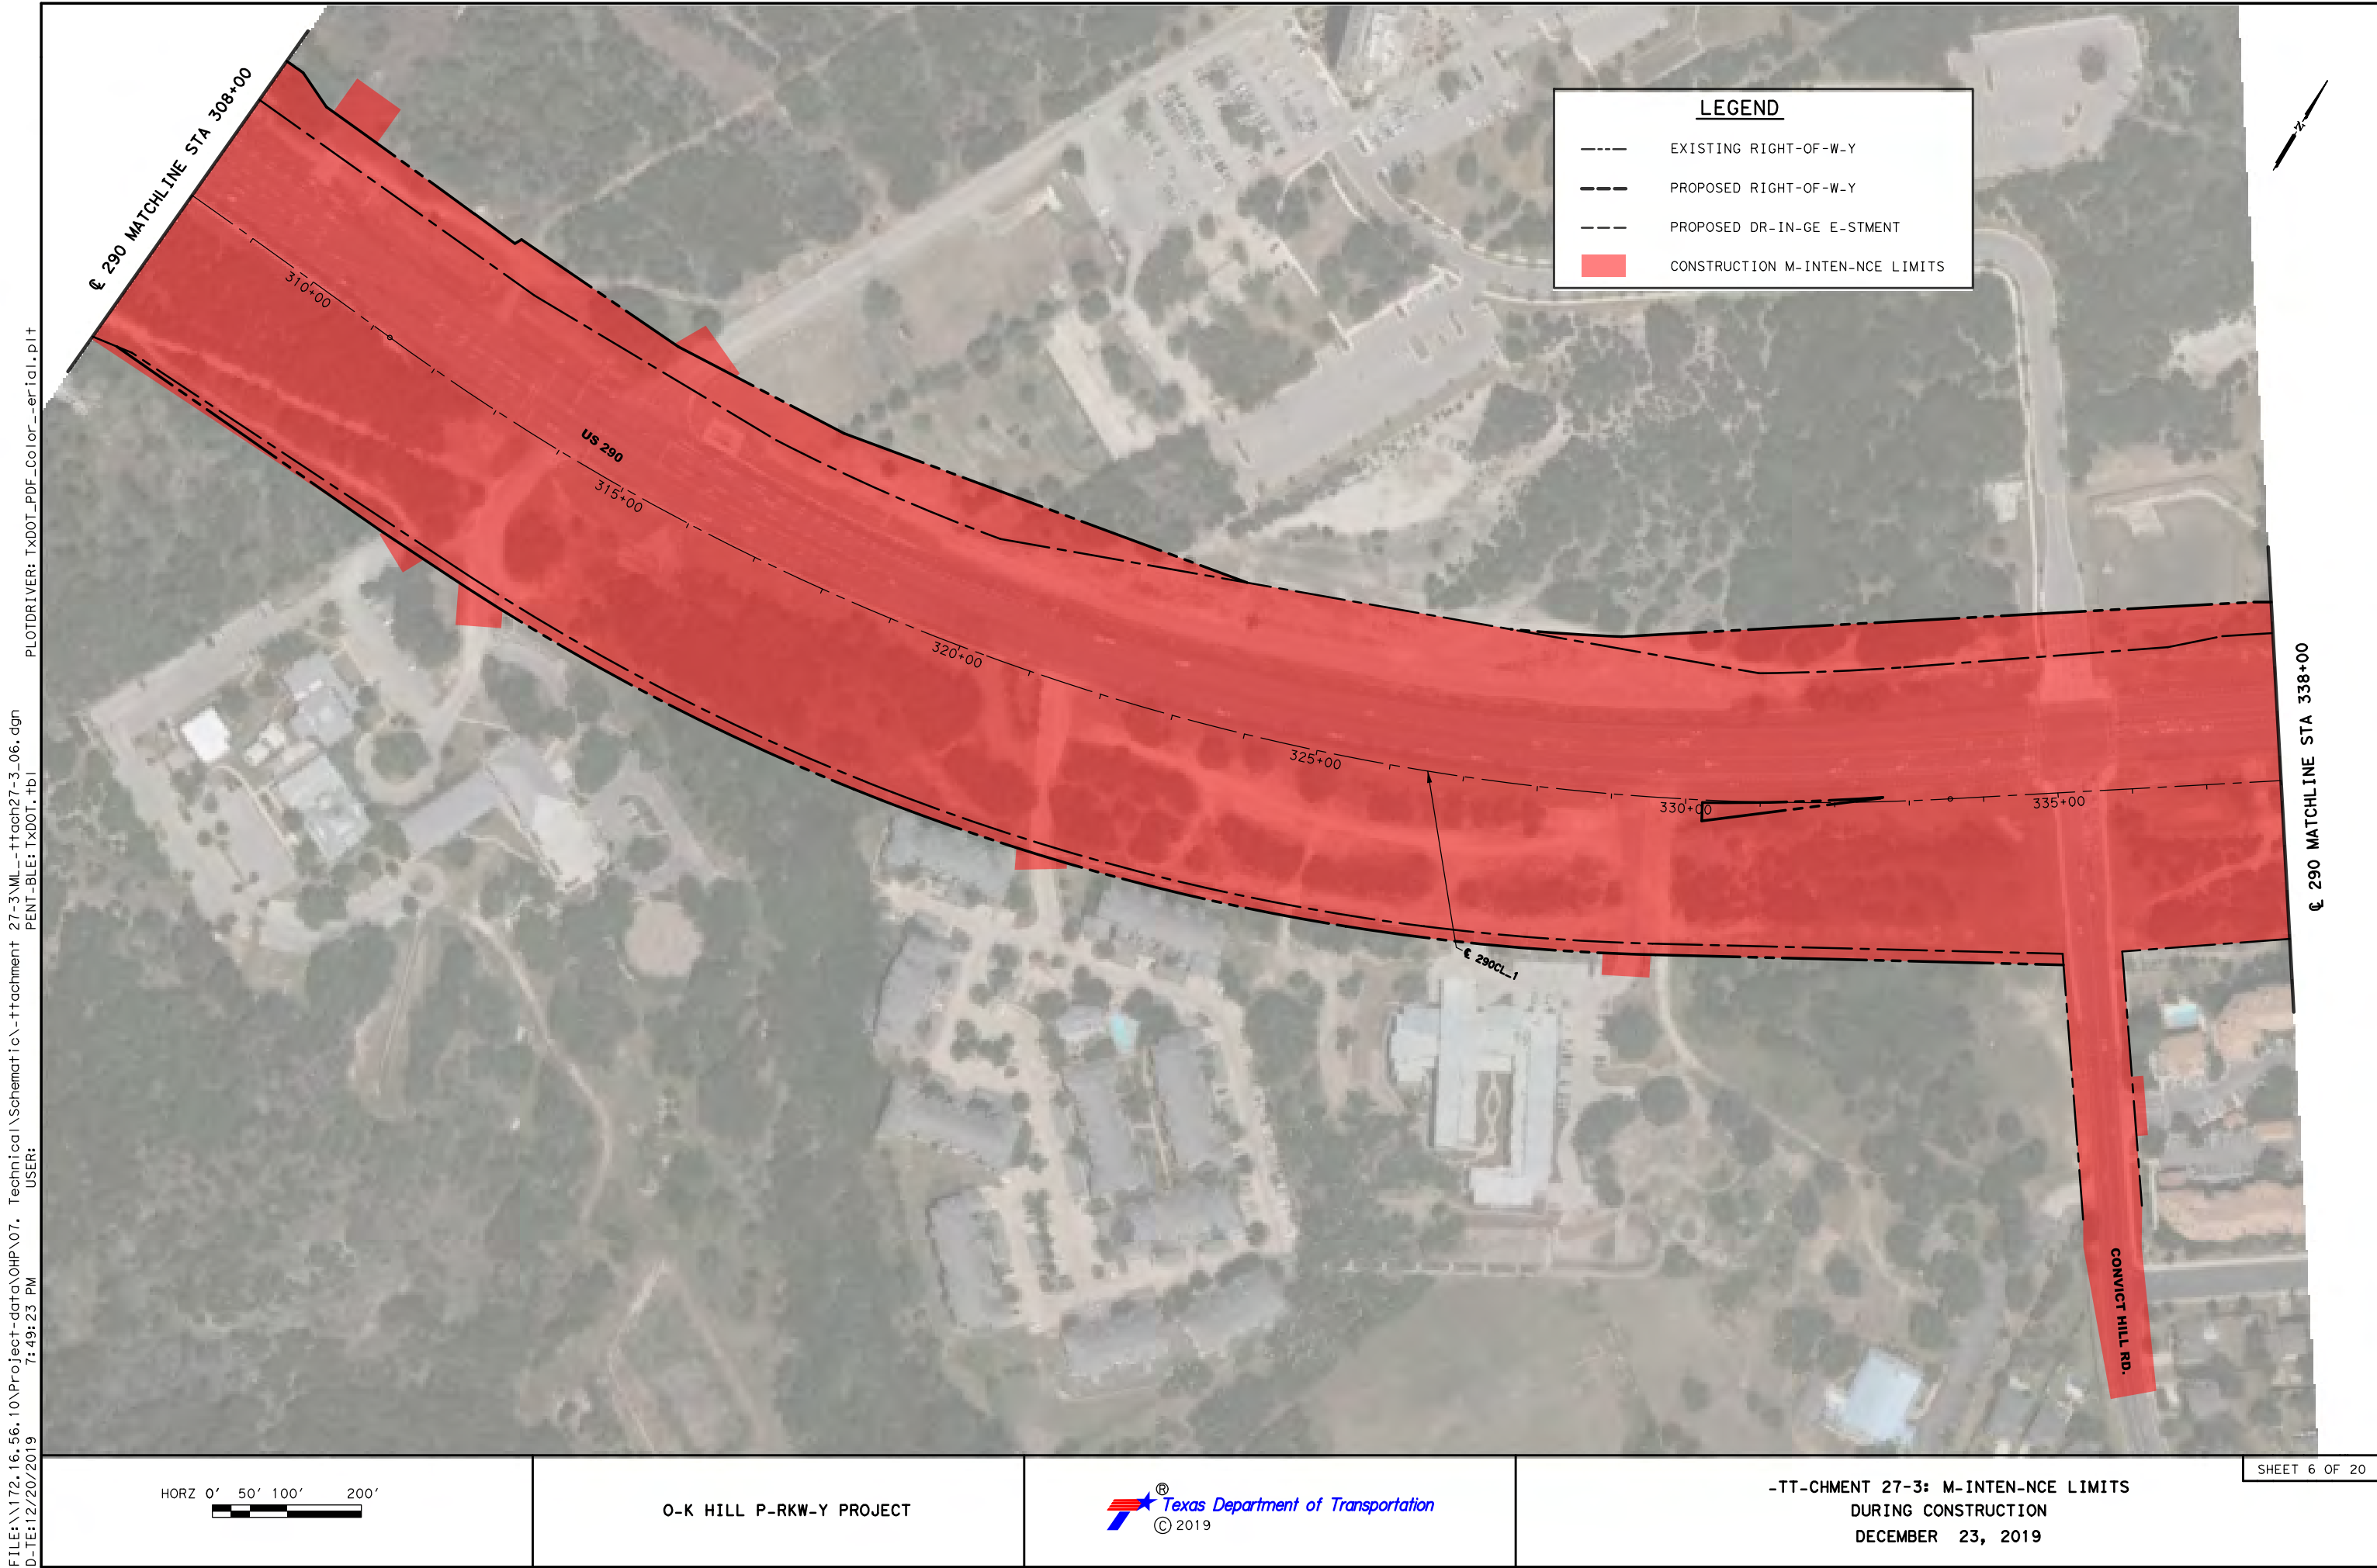 LEGEND
EXISTING RIGHT-OF-W-Y
PROPOSED RIGHT-OF-W-Y
PROPOSED DR-IN-GE E-STMENT
CONSTRUCTION M-INTEN-NCE LIMITS
-N-
℄ 290 MATCHLINE STA 308+00
310+00
US 290
315+00
320+00
325+00
330+00
335+00
℄ 290CL_1
℄ 290 MATCHLINE STA 338+00
CONVICT HILL RD.
PLOTDRIVER: TxDOT_PDF_Color_-erial.plt
PENT-BLE: TxDOT.tbl
USER:
FILE:\\172.16.56.10\Project-data\OHP\07. Technical\Schematic\-ttachment 27-3\ML_-ttach27-3_06.dgn
D-TE:12/20/2019 7:49:23 PM
SHEET 6 OF 20
HORZ 0' 50' 100' 200'
O-K HILL P-RKW-Y PROJECT
®
Texas Department of Transportation
© 2019
-TT-CHMENT 27-3: M-INTEN-NCE LIMITS
DURING CONSTRUCTION
DECEMBER 23, 2019